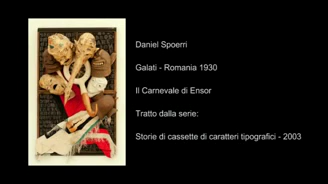 Daniel Spoerri
Galati - Romania 1930
Il Carnevale di Ensor
Tratto dalla serie:
Storie di cassette di caratteri tipografici - 2003